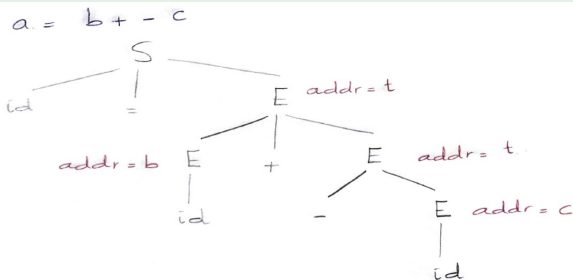 a = b + - c
S
id = E addr = t
addr = b E + E addr = t
id - E addr = c
id